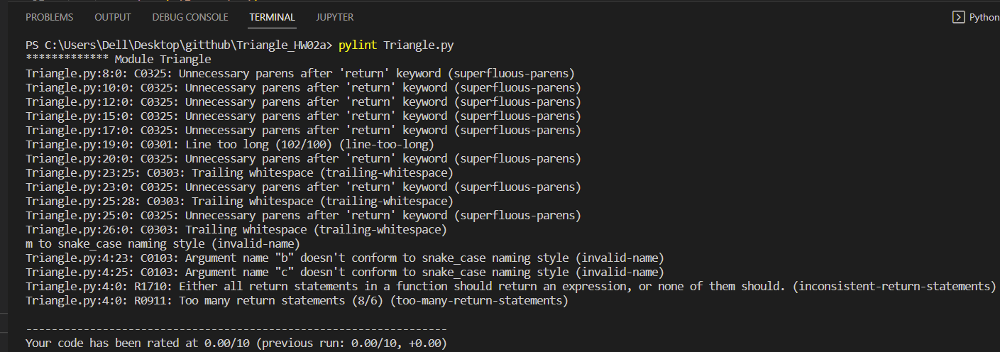 PROBLEMS OUTPUT DEBUG CONSOLE TERMINAL JUPYTER Python
PS C:\Users\Dell\Desktop\gitthub\Triangle_HW02a> pylint Triangle.py
************* Module Triangle
Triangle.py:8:0: C0325: Unnecessary parens after 'return' keyword (superfluous-parens)
Triangle.py:10:0: C0325: Unnecessary parens after 'return' keyword (superfluous-parens)
Triangle.py:12:0: C0325: Unnecessary parens after 'return' keyword (superfluous-parens)
Triangle.py:15:0: C0325: Unnecessary parens after 'return' keyword (superfluous-parens)
Triangle.py:17:0: C0325: Unnecessary parens after 'return' keyword (superfluous-parens)
Triangle.py:19:0: C0301: Line too long (102/100) (line-too-long)
Triangle.py:20:0: C0325: Unnecessary parens after 'return' keyword (superfluous-parens)
Triangle.py:23:25: C0303: Trailing whitespace (trailing-whitespace)
Triangle.py:23:0: C0325: Unnecessary parens after 'return' keyword (superfluous-parens)
Triangle.py:25:28: C0303: Trailing whitespace (trailing-whitespace)
Triangle.py:25:0: C0325: Unnecessary parens after 'return' keyword (superfluous-parens)
Triangle.py:26:0: C0303: Trailing whitespace (trailing-whitespace)
m to snake_case naming style (invalid-name)
Triangle.py:4:23: C0103: Argument name "b" doesn't conform to snake_case naming style (invalid-name)
Triangle.py:4:25: C0103: Argument name "c" doesn't conform to snake_case naming style (invalid-name)
Triangle.py:4:0: R1710: Either all return statements in a function should return an expression, or none of them should. (inconsistent-return-statements)
Triangle.py:4:0: R0911: Too many return statements (8/6) (too-many-return-statements)
------------------------------------------------------------------
Your code has been rated at 0.00/10 (previous run: 0.00/10, +0.00)